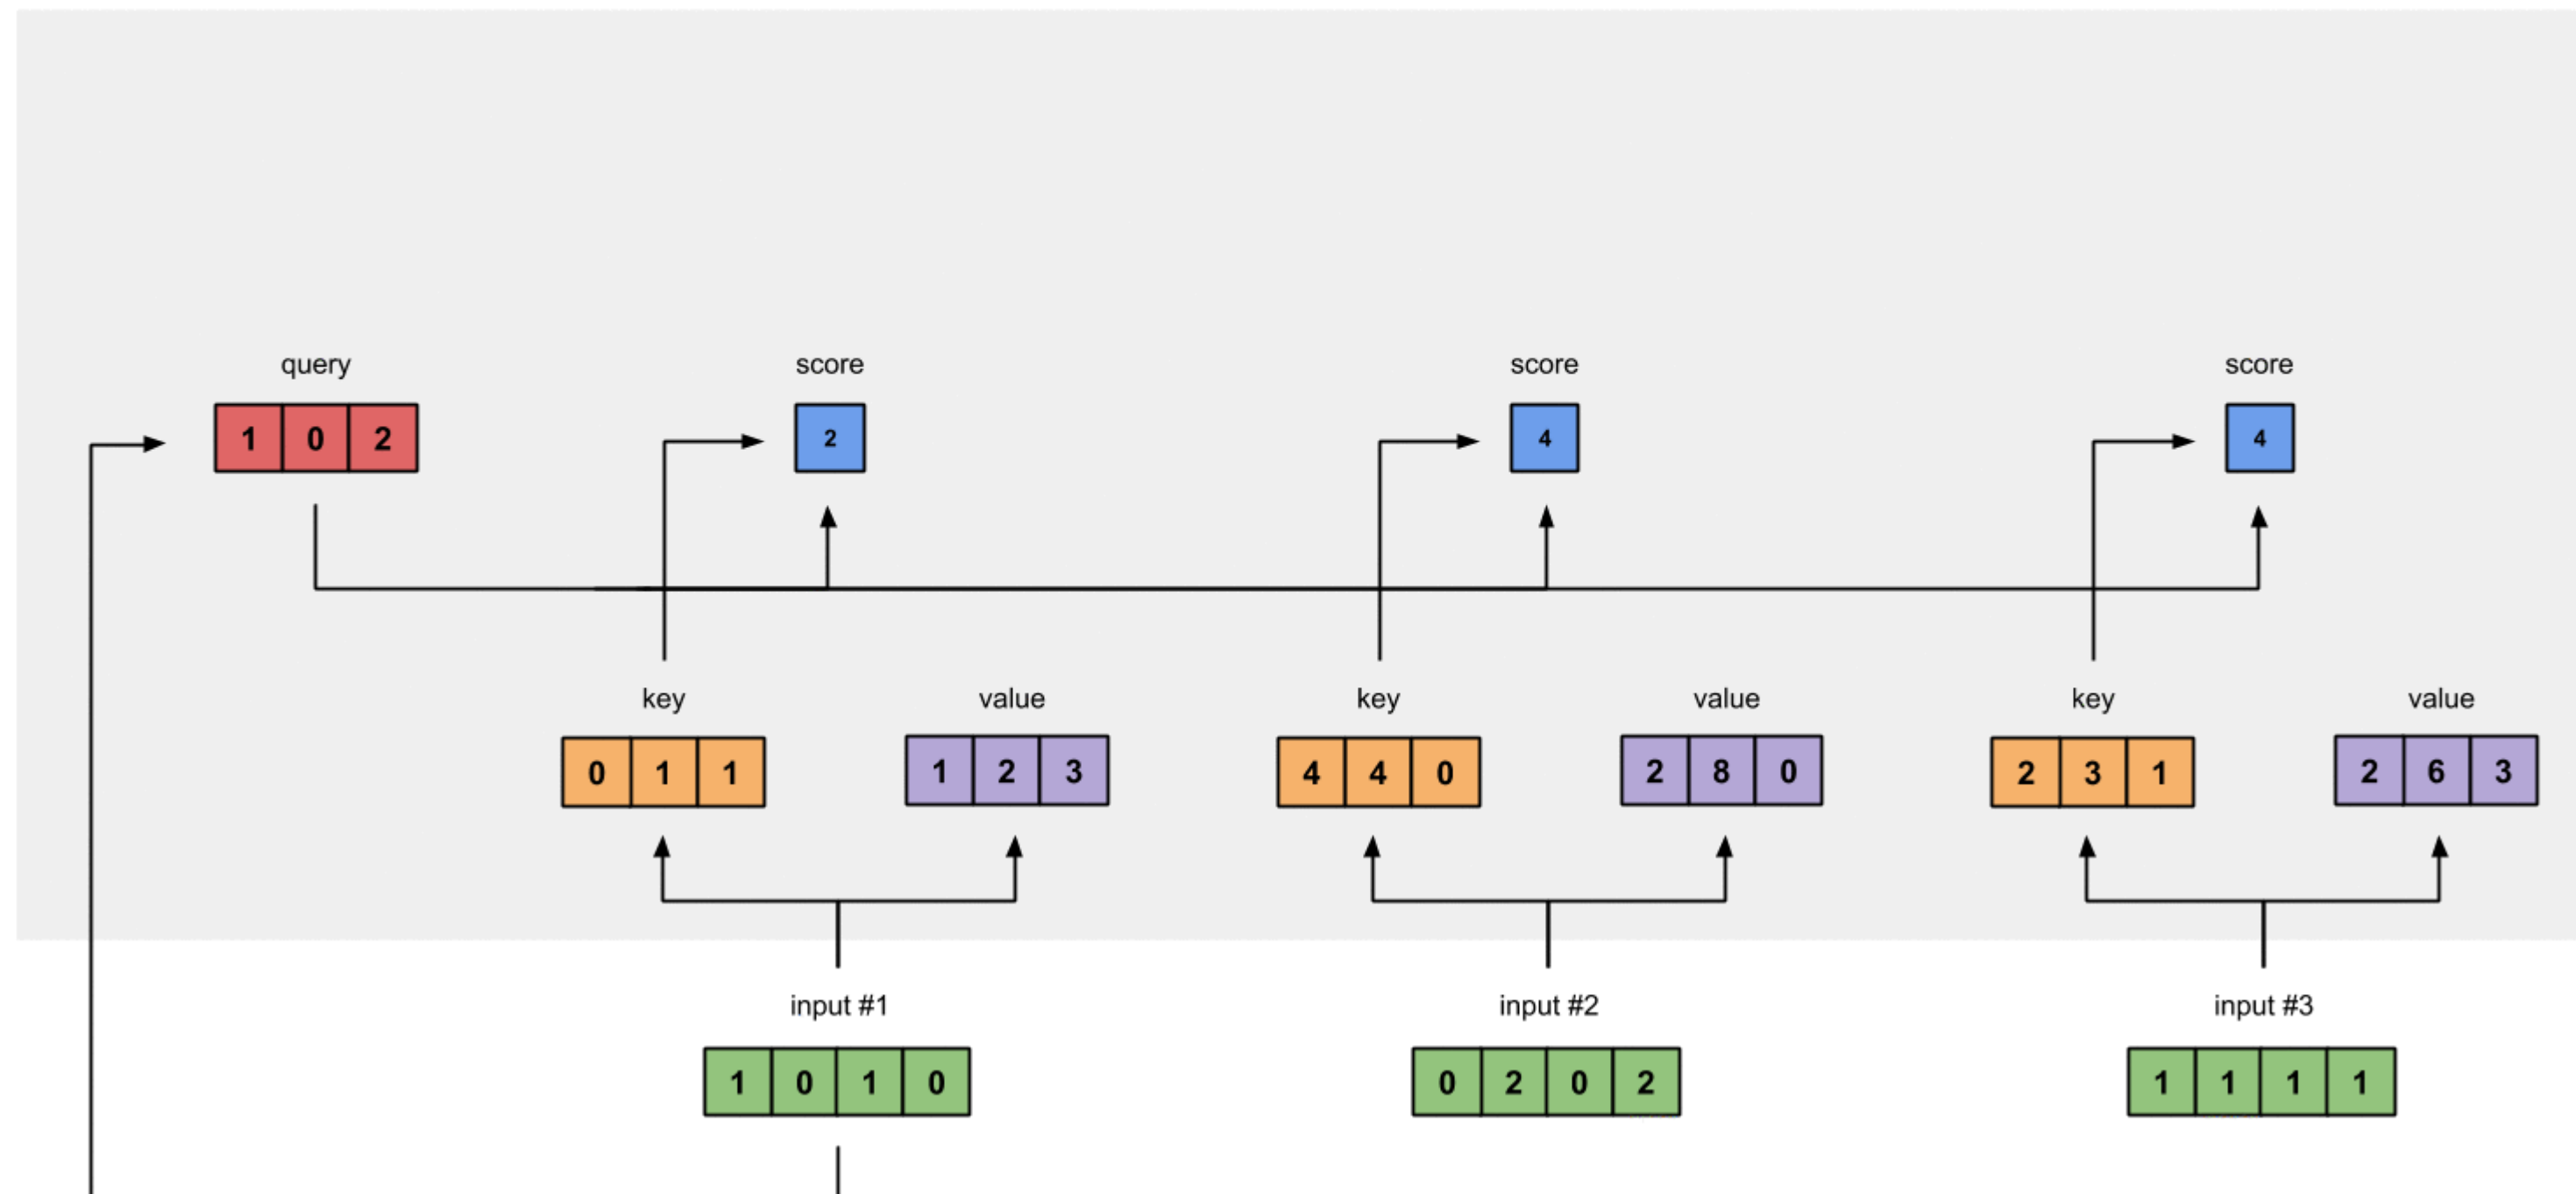 query score score score
1 0 2 2 4 4
key value key value key value
0 1 1 1 2 3 4 4 0 2 8 0 2 3 1 2 6 3
input #1 input #2 input #3
1 0 1 0 0 2 0 2 1 1 1 1